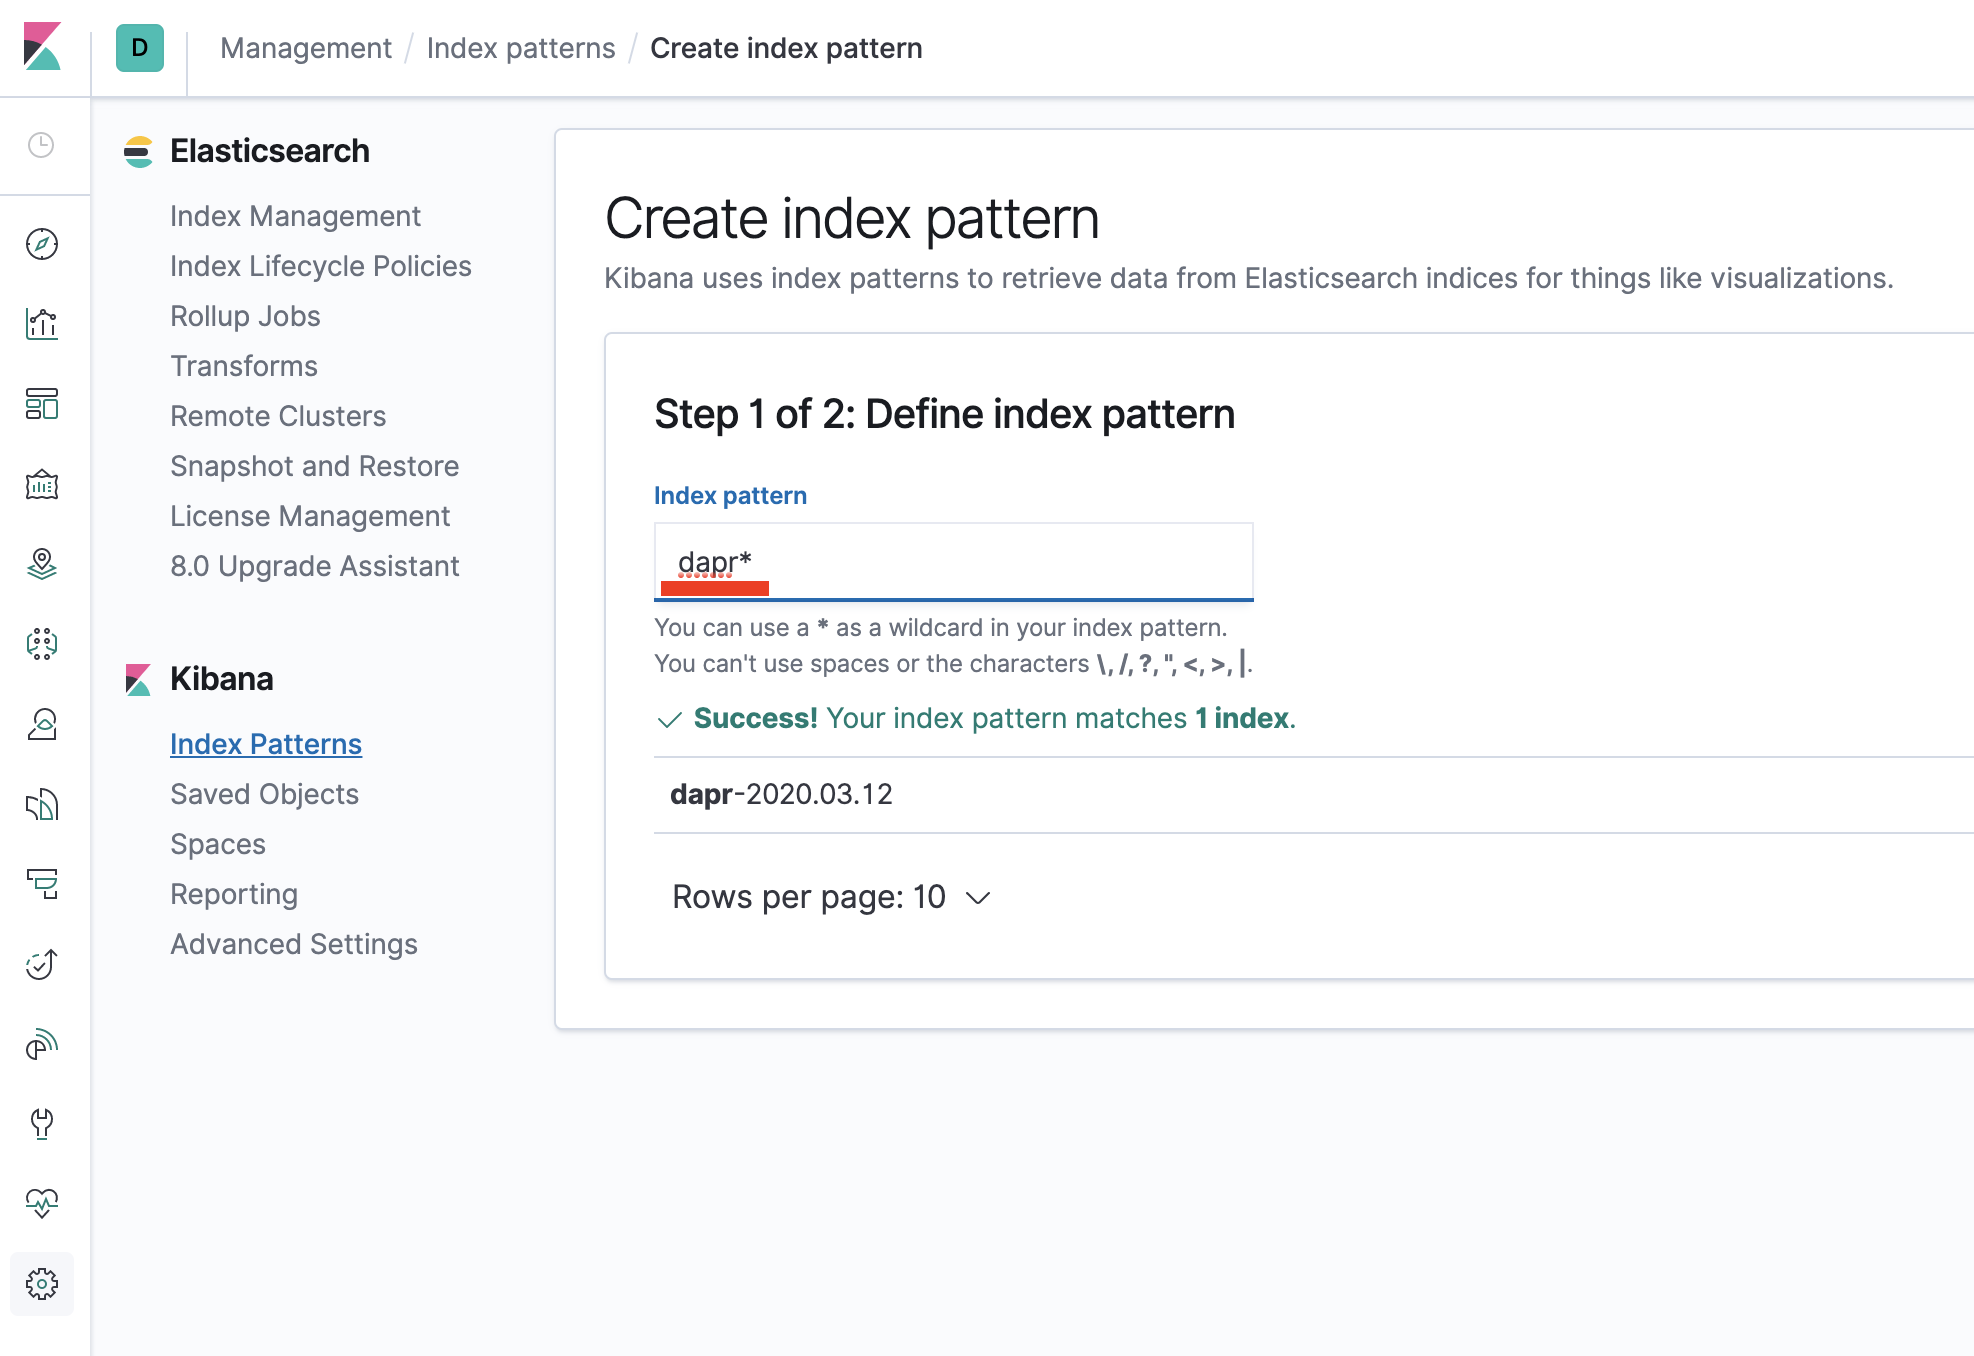 D
Management / Index patterns / Create index pattern
Elasticsearch
Index Management
Index Lifecycle Policies
Rollup Jobs
Transforms
Remote Clusters
Snapshot and Restore
License Management
8.0 Upgrade Assistant
Kibana
Index Patterns
Saved Objects
Spaces
Reporting
Advanced Settings
Create index pattern
Kibana uses index patterns to retrieve data from Elasticsearch indices for things like visualizations.
Step 1 of 2: Define index pattern
Index pattern
dapr*
You can use a * as a wildcard in your index pattern.
You can't use spaces or the characters \, /, ?, ", <, >, |.
Success! Your index pattern matches 1 index.
dapr-2020.03.12
Rows per page: 10